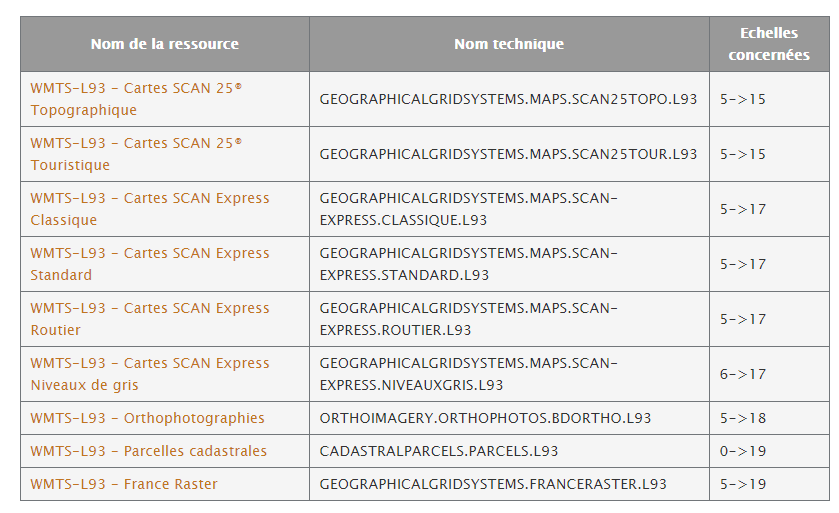 Nom de la ressource
Nom technique
Echelles
concernées
WMTS-L93 - Cartes SCAN 25®
Topographique
GEOGRAPHICALGRIDSYSTEMS.MAPS.SCAN25TOPO.L93
5->15
WMTS-L93 - Cartes SCAN 25®
Touristique
GEOGRAPHICALGRIDSYSTEMS.MAPS.SCAN25TOUR.L93
5->15
WMTS-L93 - Cartes SCAN Express
Classique
GEOGRAPHICALGRIDSYSTEMS.MAPS.SCAN-
EXPRESS.CLASSIQUE.L93
5->17
WMTS-L93 - Cartes SCAN Express
Standard
GEOGRAPHICALGRIDSYSTEMS.MAPS.SCAN-
EXPRESS.STANDARD.L93
5->17
WMTS-L93 - Cartes SCAN Express
Routier
GEOGRAPHICALGRIDSYSTEMS.MAPS.SCAN-
EXPRESS.ROUTIER.L93
5->17
WMTS-L93 - Cartes SCAN Express
Niveaux de gris
GEOGRAPHICALGRIDSYSTEMS.MAPS.SCAN-
EXPRESS.NIVEAUXGRIS.L93
6->17
WMTS-L93 - Orthophotographies
ORTHOIMAGERY.ORTHOPHOTOS.BDORTHO.L93
5->18
WMTS-L93 - Parcelles cadastrales
CADASTRALPARCELS.PARCELS.L93
0->19
WMTS-L93 - France Raster
GEOGRAPHICALGRIDSYSTEMS.FRANCERASTER.L93
5->19